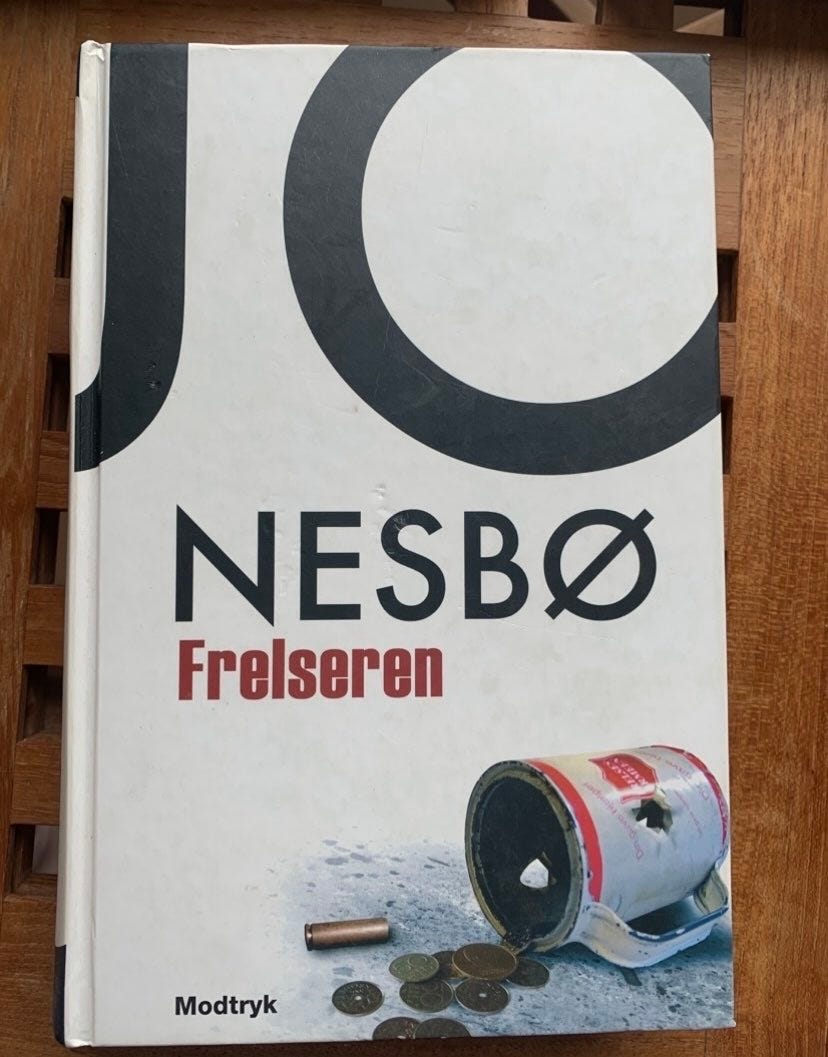 JO
NESBØ
Frelseren
Modtryk